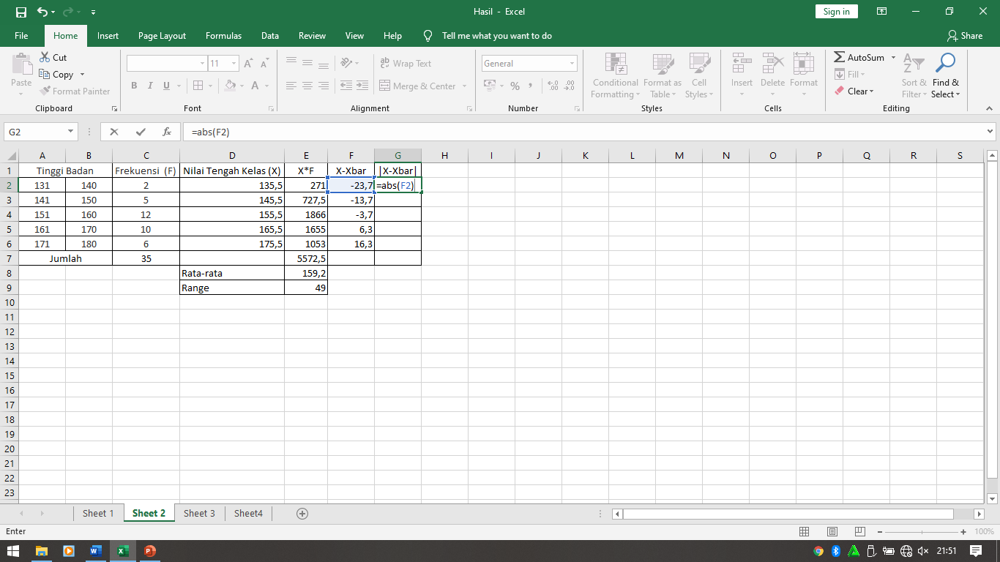 Hasil - Excel
Sign in
File Home Insert Page Layout Formulas Data Review View Help Tell me what you want to do Share
Paste
Cut
Copy
Format Painter
Clipboard
11
A A
B I U A
Font
Wrap Text
Merge & Center
Alignment
General
% ,
Number
Conditional Formatting
Format as Table
Cell Styles
Styles
Insert Delete Format
Cells
AutoSum
Fill
Clear
Sort & Filter
Find & Select
Editing
G2 fx =abs(F2)
A B C D E F G H I J K L M N O P Q R S
1 Tinggi Badan Frekuensi (F) Nilai Tengah Kelas (X) X*F X-Xbar |X-Xbar|
2 131 140 2 135,5 271 -23,7 =abs(F2)
3 141 150 5 145,5 727,5 -13,7
4 151 160 12 155,5 1866 -3,7
5 161 170 10 165,5 1655 6,3
6 171 180 6 175,5 1053 16,3
7 Jumlah 35 5572,5
8 Rata-rata 159,2
9 Range 49
10
11
12
13
14
15
16
17
18
19
20
21
22
23
Sheet 1 Sheet 2 Sheet 3 Sheet4
Enter 100%
21:51